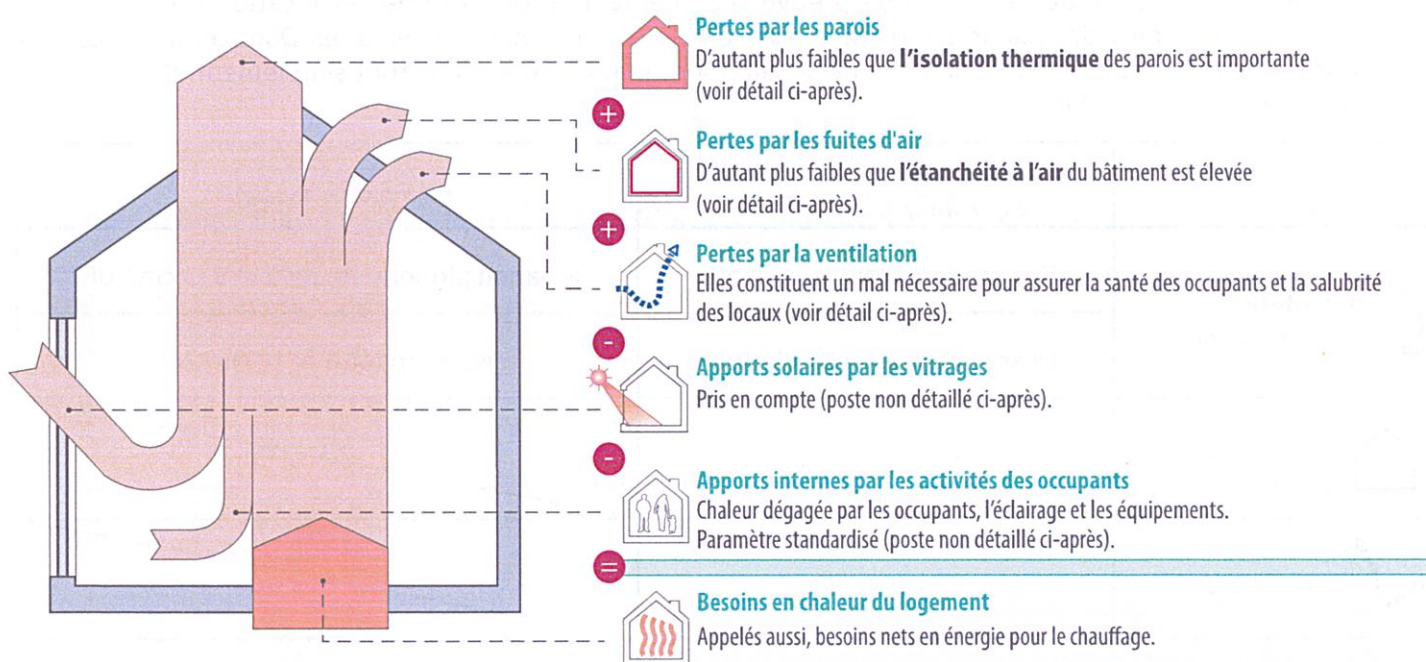 Pertes par les parois
D'autant plus faibles que l'isolation thermique des parois est importante
(voir détail ci-après).
+
Pertes par les fuites d'air
D'autant plus faibles que l'étanchéité à l'air du bâtiment est élevée
(voir détail ci-après).
+
Pertes par la ventilation
Elles constituent un mal nécessaire pour assurer la santé des occupants et la salubrité
des locaux (voir détail ci-après).
-
Apports solaires par les vitrages
Pris en compte (poste non détaillé ci-après).
-
Apports internes par les activités des occupants
Chaleur dégagée par les occupants, l'éclairage et les équipements.
Paramètre standardisé (poste non détaillé ci-après).
=
Besoins en chaleur du logement
Appelés aussi, besoins nets en énergie pour le chauffage.